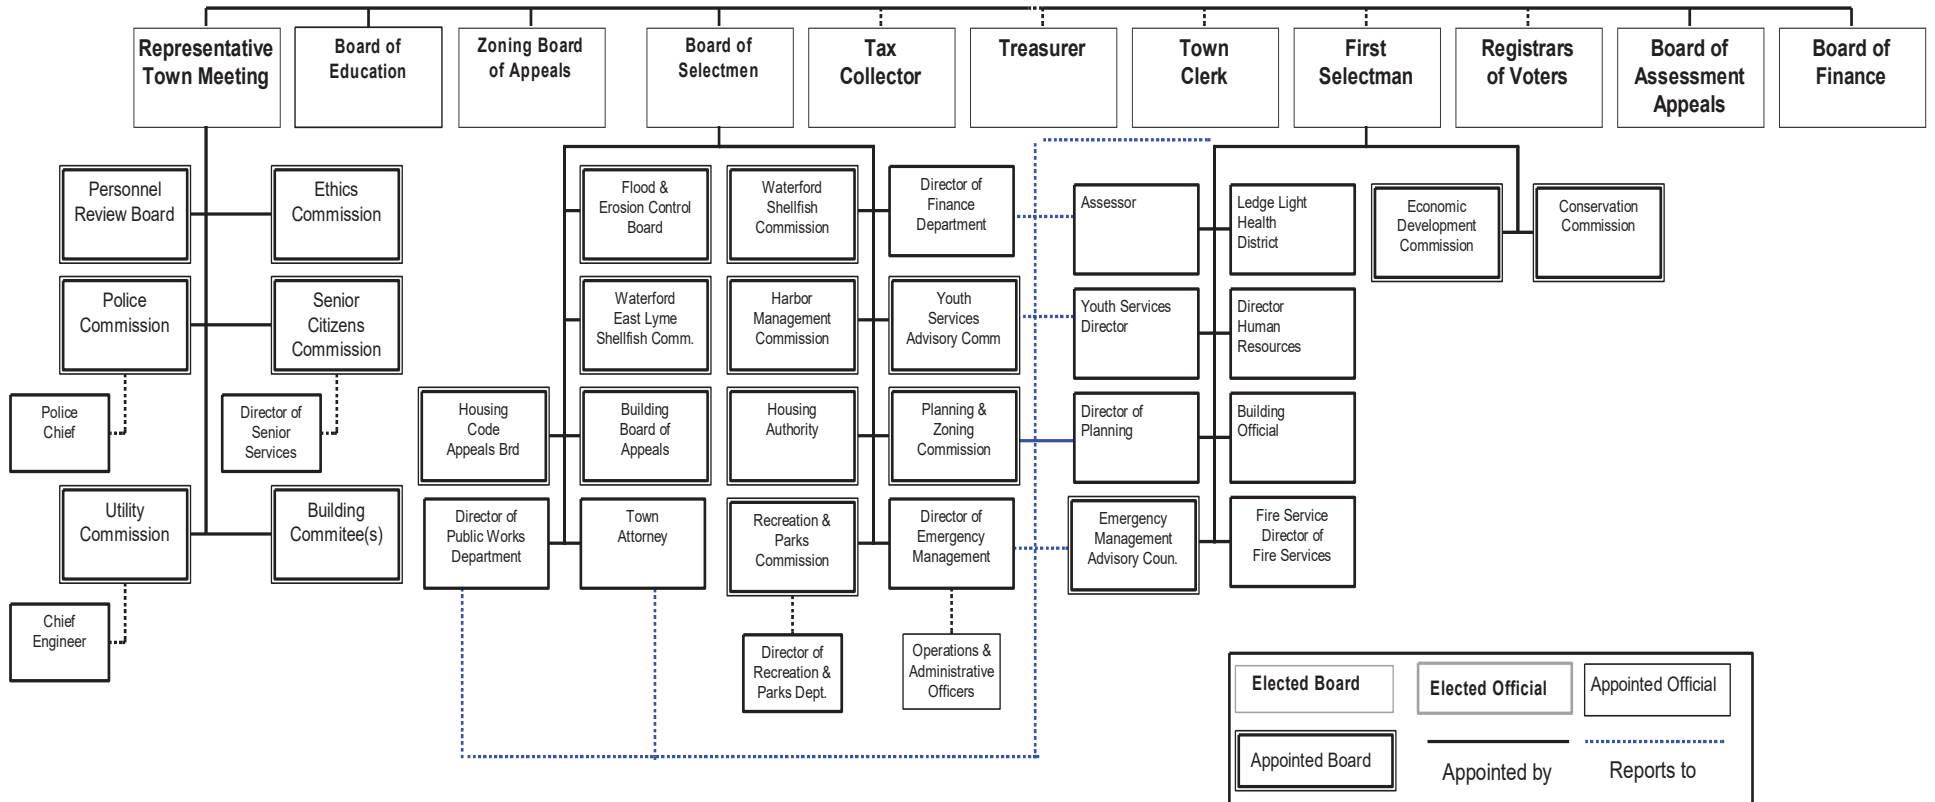 Representative
Town Meeting
Board of
Education
Zoning Board
of Appeals
Board of
Selectmen
Tax
Collector
Treasurer
Town
Clerk
First
Selectman
Registrars
of Voters
Board of
Assessment
Appeals
Board of
Finance
Personnel
Review Board
Ethics
Commission
Flood &
Erosion Control
Board
Waterford
Shellfish
Commission
Director of
Finance
Department
Assessor
Ledge Light
Health
District
Economic
Development
Commission
Conservation
Commission
Police
Commission
Senior
Citizens
Commission
Waterford
East Lyme
Shellfish Comm.
Harbor
Management
Commission
Youth
Services
Advisory Comm
Youth Services
Director
Director
Human
Resources
Police
Chief
Director of
Senior
Services
Housing
Code
Appeals Brd
Building
Board of
Appeals
Housing
Authority
Planning &
Zoning
Commission
Director of
Planning
Building
Official
Utility
Commission
Building
Commitee(s)
Director of
Public Works
Department
Town
Attorney
Recreation &
Parks
Commission
Director of
Emergency
Management
Emergency
Management
Advisory Coun.
Fire Service
Director of
Fire Services
Chief
Engineer
Director of
Recreation &
Parks Dept.
Operations &
Administrative
Officers
Elected Board
Elected Official
Appointed Official
Appointed Board
Appointed by
Reports to